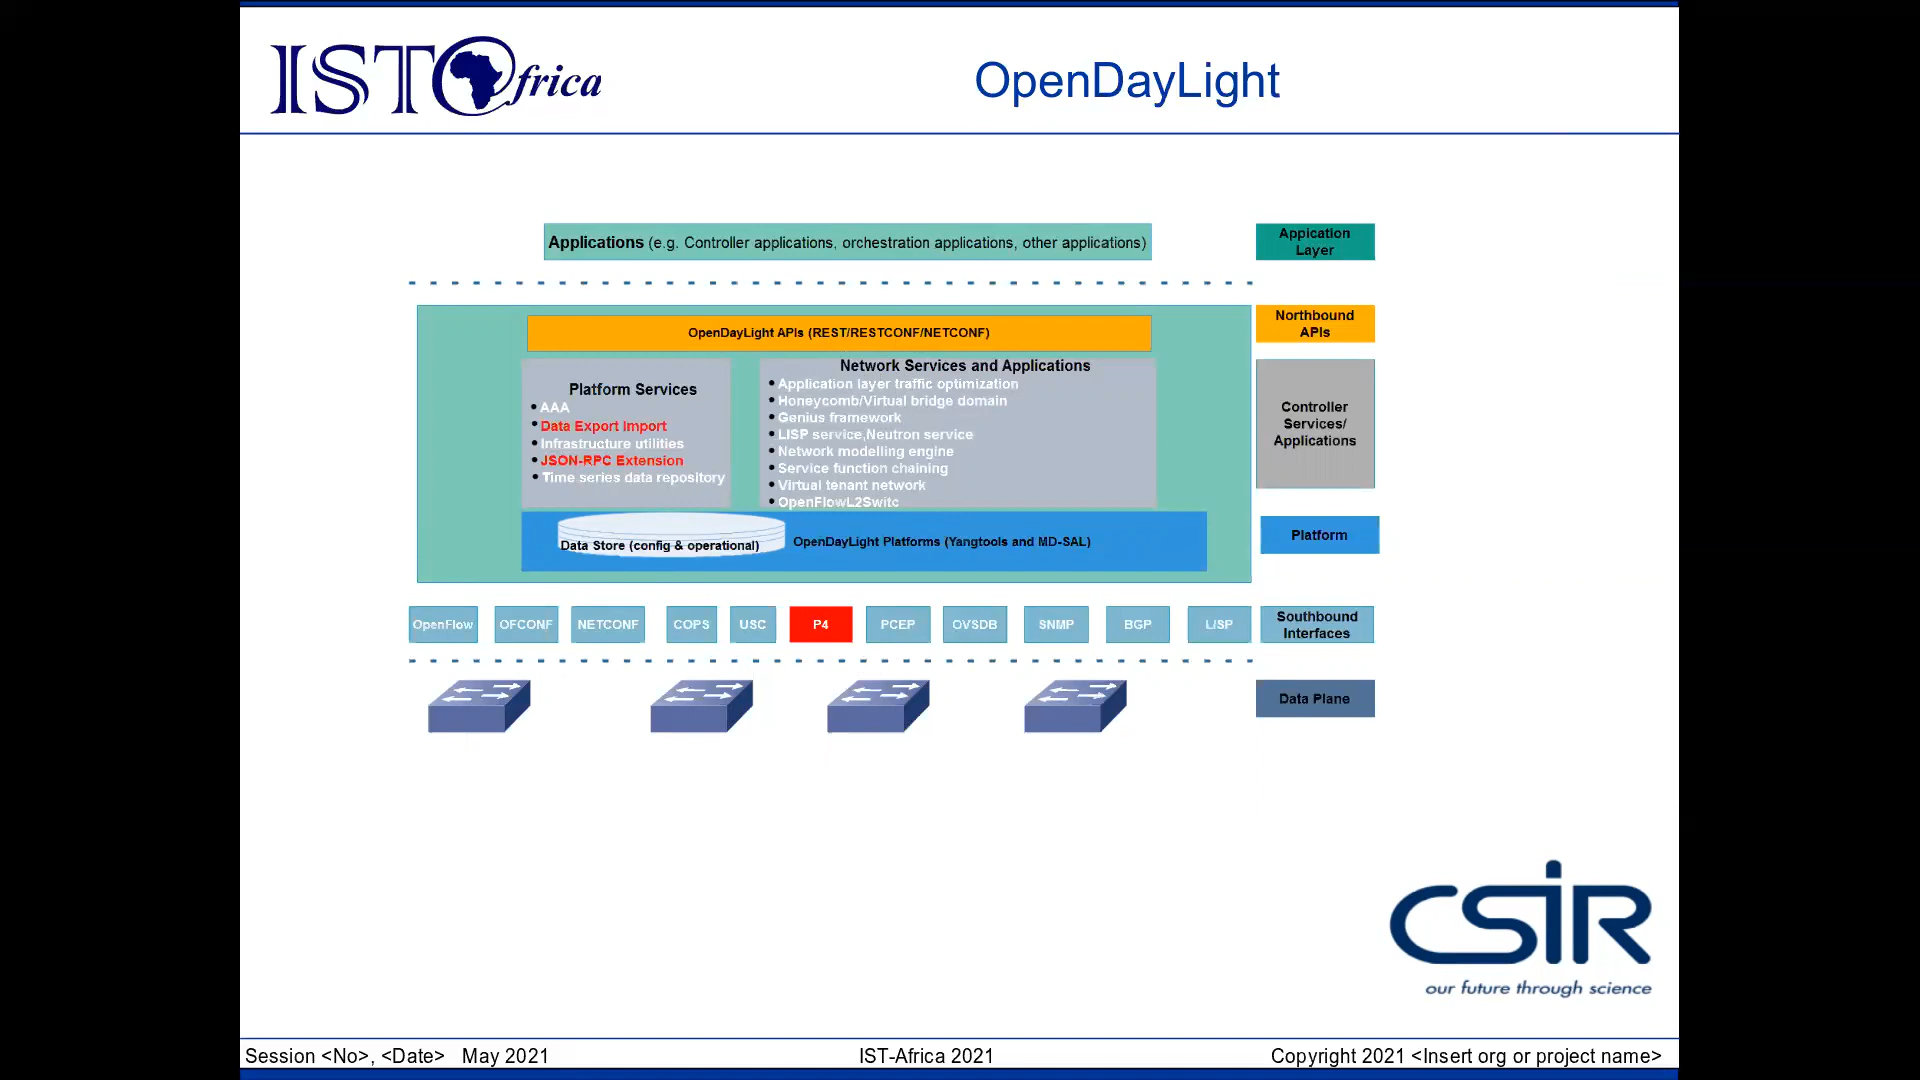 IST@frica
OpenDayLight
Applications (e.g. Controller applications, orchestration applications, other applications)
Appication
Layer
OpenDayLight APIs (REST/RESTCONF/NETCONF)
Northbound
APIs
Platform Services
• AAA
• Data Export Import
• Infrastructure utilities
• JSON-RPC Extension
• Time series data repository
Network Services and Applications
• Application layer traffic optimization
• Honeycomb/Virtual bridge domain
• Genius framework
• LISP service,Neutron service
• Network modelling engine
• Service function chaining
• Virtual tenant network
• OpenFlowL2Switc
Controller
Services/
Applications
Data Store (config & operational)
OpenDayLight Platforms (Yangtools and MD-SAL)
Platform
OpenFlow
OFCONF
NETCONF
COPS
USC
P4
PCEP
OVSDB
SNMP
BGP
LISP
Southbound
Interfaces
Data Plane
CSIR
our future through science
Session <No>, <Date> May 2021
IST-Africa 2021
Copyright 2021 <Insert org or project name>